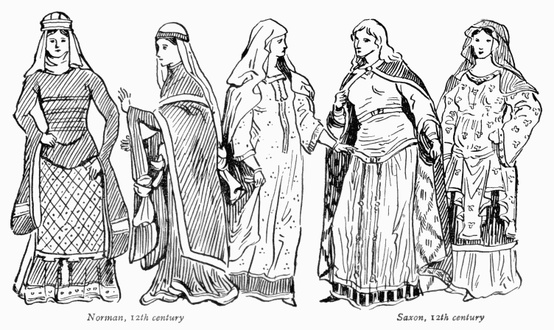 Norman, 12th century
Saxon, 12th century